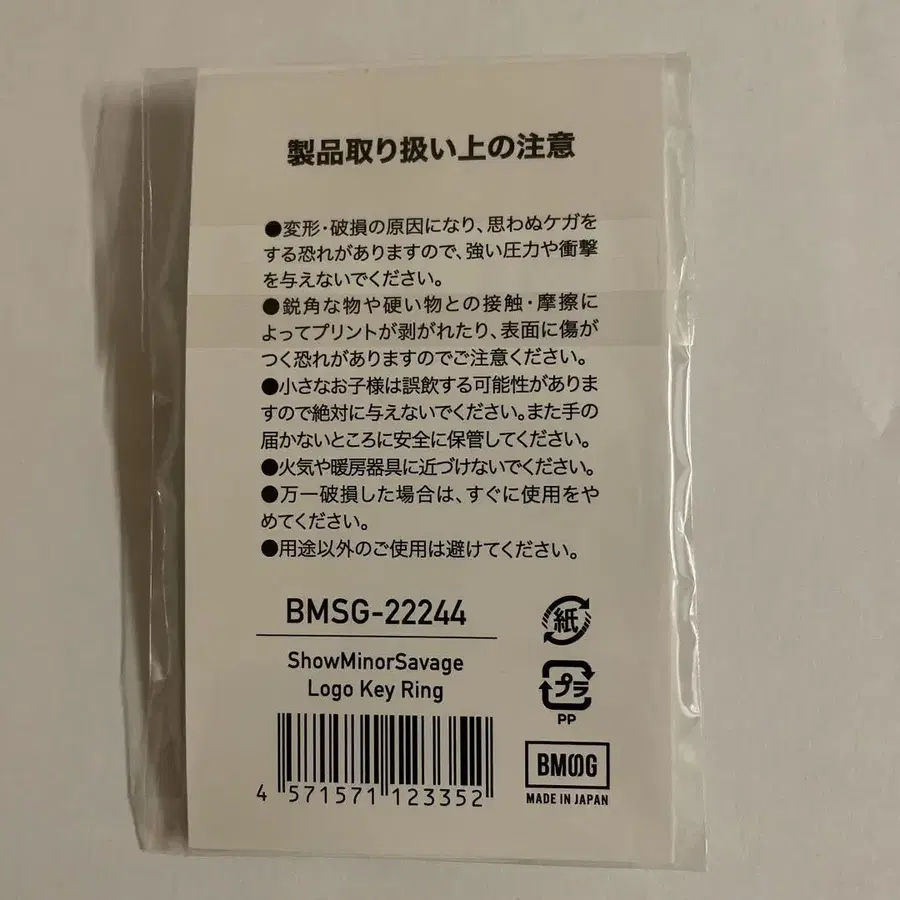 製品取り扱い上の注意
●変形・破損の原因になり、思わぬケガを
する恐れがありますので、強い圧力や衝撃
を与えないでください。
●鋭角な物や硬い物との接触・摩擦に
よってプリントが剥がれたり、表面に傷が
つく恐れがありますのでご注意ください。
●小さなお子様は誤飲する可能性がありま
すので絶対に与えないでください。また手の
届かないところに安全に保管してください。
●火気や暖房器具に近づけないでください。
●万一破損した場合は、すぐに使用をや
めてください。
●用途以外のご使用は避けてください。
BMSG-22244
ShowMinorSavage
Logo Key Ring
4 571571 123352
紙
プラ
PP
BMSG
MADE IN JAPAN